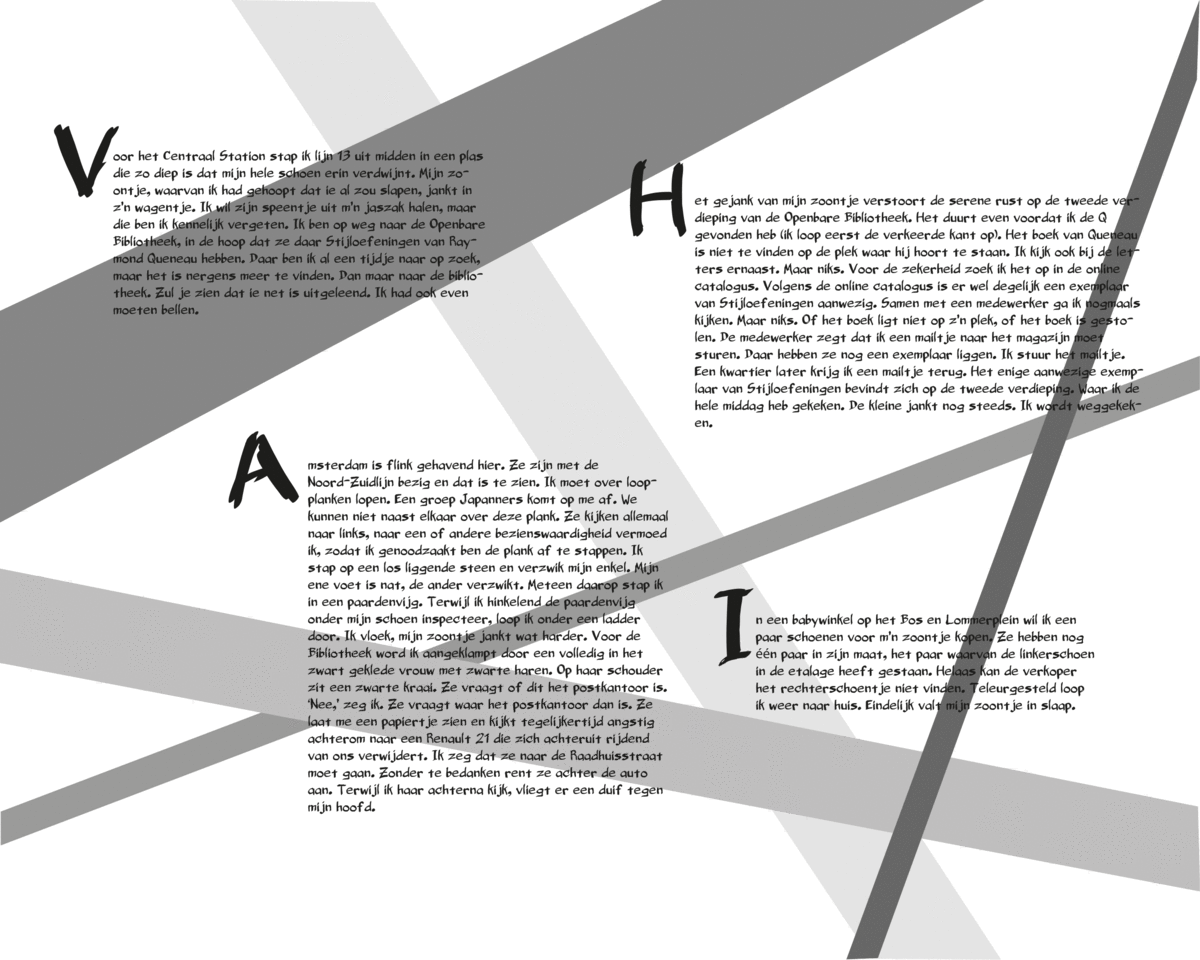 Voor het Centraal Station stap ik lijn 13 uit midden in een plas
die zo diep is dat mijn hele schoen erin verdwijnt. Mijn zo-
ontje, waarvan ik had gehoopt dat ie al zou slapen, jankt in
z'n wagentje. Ik wil zijn speentje uit m'n jaszak halen, maar
die ben ik kennelijk vergeten. Ik ben op weg naar de Openbare
Bibliotheek, in de hoop dat ze daar Stijloefeningen van Ray-
mond Queneau hebben. Daar ben ik al een tijdje naar op zoek,
maar het is nergens meer te vinden. Dan maar naar de biblio-
theek. Zul je zien dat ie net is uitgeleend. Ik had ook even
moeten bellen.
Amsterdam is flink gehavend hier. Ze zijn met de
Noord-Zuidlijn bezig en dat is te zien. Ik moet over loop-
planken lopen. Een groep Japanners komt op me af. We
kunnen niet naast elkaar over deze plank. Ze kijken allemaal
naar links, naar een of andere bezienswaardigheid vermoed
ik, zodat ik genoodzaakt ben de plank af te stappen. Ik
stap op een los liggende steen en verzwik mijn enkel. Mijn
ene voet is nat, de ander verzwikt. Meteen daarop stap ik
in een paardenvijg. Terwijl ik hinkelend de paardenvijg
onder mijn schoen inspecteer, loop ik onder een ladder
door. Ik vloek, mijn zoontje jankt wat harder. Voor de
Bibliotheek word ik aangeklampt door een volledig in het
zwart geklede vrouw met zwarte haren. Op haar schouder
zit een zwarte kraai. Ze vraagt of dit het postkantoor is.
'Nee,' zeg ik. Ze vraagt waar het postkantoor dan is. Ze
laat me een papiertje zien en kijkt tegelijkertijd angstig
achterom naar een Renault 21 die zich achteruit rijdend
van ons verwijdert. Ik zeg dat ze naar de Raadhuisstraat
moet gaan. Zonder te bedanken rent ze achter de auto
aan. Terwijl ik haar achterna kijk, vliegt er een duif tegen
mijn hoofd.
Het gejank van mijn zoontje verstoort de serene rust op de tweede ver-
dieping van de Openbare Bibliotheek. Het duurt even voordat ik de Q
gevonden heb (ik loop eerst de verkeerde kant op). Het boek van Queneau
is niet te vinden op de plek waar hij hoort te staan. Ik kijk ook bij de let-
ters ernaast. Maar niks. Voor de zekerheid zoek ik het op in de online
catalogus. Volgens de online catalogus is er wel degelijk een exemplaar
van Stijloefeningen aanwezig. Samen met een medewerker ga ik nogmaals
kijken. Maar niks. Of het boek ligt niet op z'n plek, of het boek is gesto-
len. De medewerker zegt dat ik een mailtje naar het magazijn moet
sturen. Daar hebben ze nog een exemplaar liggen. Ik stuur het mailtje.
Een kwartier later krijg ik een mailtje terug. Het enige aanwezige exemp-
laar van Stijloefeningen bevindt zich op de tweede verdieping. Waar ik de
hele middag heb gekeken. De kleine jankt nog steeds. Ik wordt weggekek-
en.
In een babywinkel op het Bos en Lommerplein wil ik een
paar schoenen voor m'n zoontje kopen. Ze hebben nog
één paar in zijn maat, het paar waarvan de linkerschoen
in de etalage heeft gestaan. Helaas kan de verkoper
het rechterschoentje niet vinden. Teleurgesteld loop
ik weer naar huis. Eindelijk valt mijn zoontje in slaap.